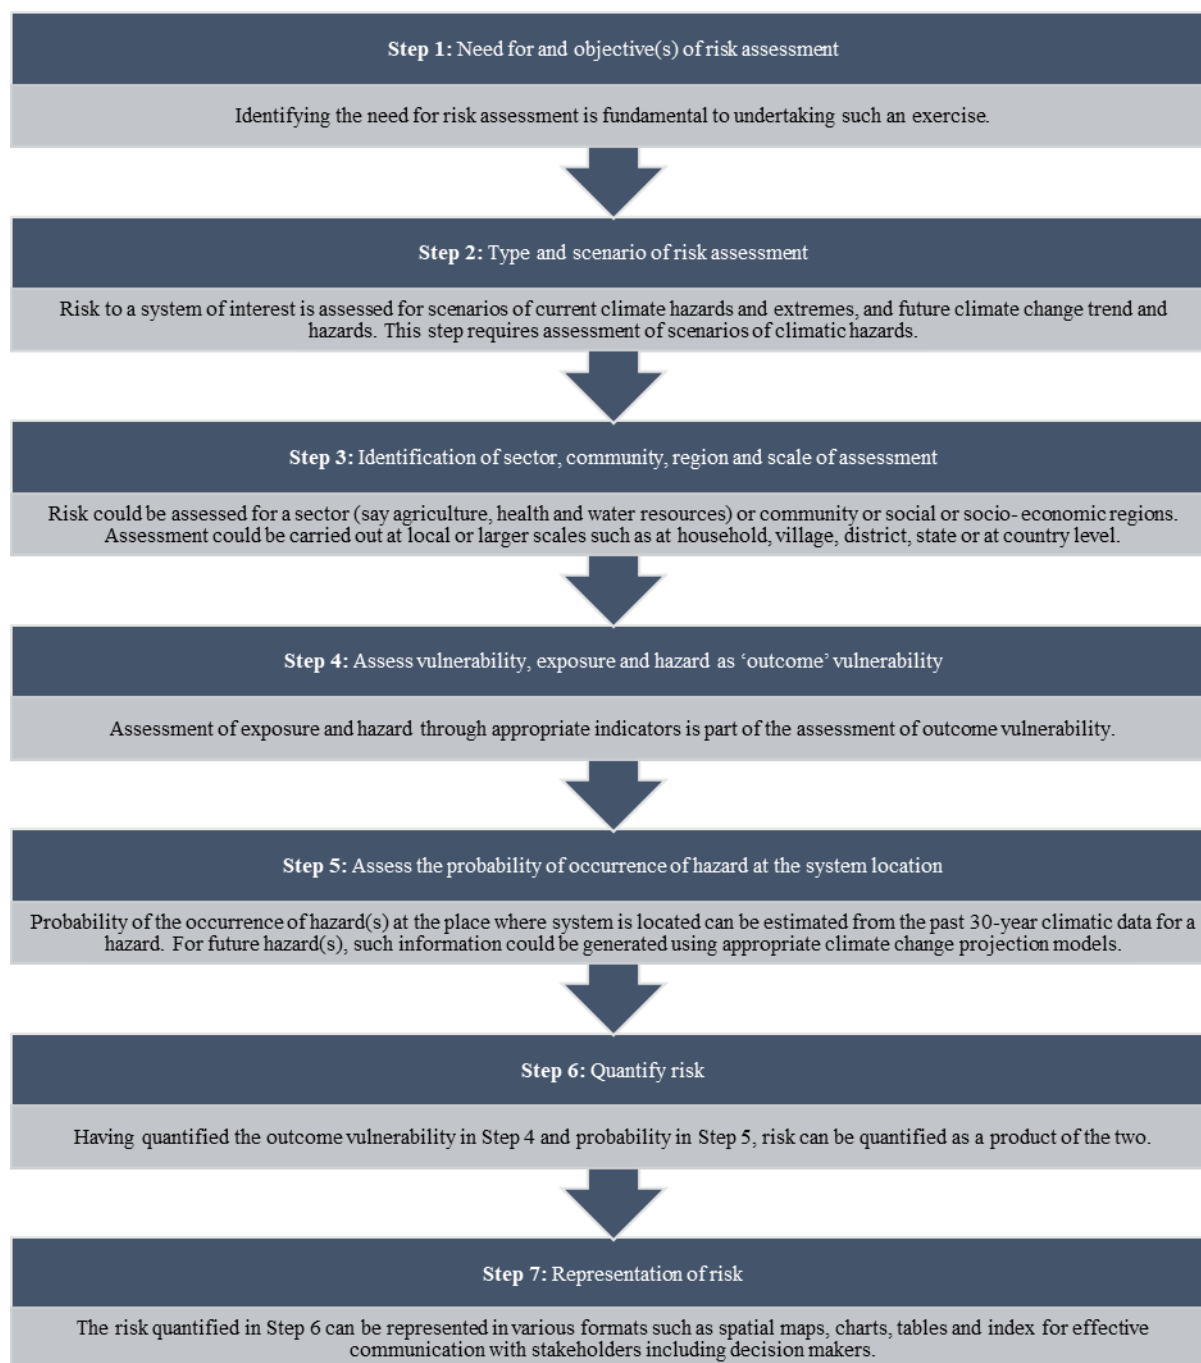 Step 1: Need for and objective(s) of risk assessment
Identifying the need for risk assessment is fundamental to undertaking such an exercise.
Step 2: Type and scenario of risk assessment
Risk to a system of interest is assessed for scenarios of current climate hazards and extremes, and future climate change trend and
hazards. This step requires assessment of scenarios of climatic hazards.
Step 3: Identification of sector, community, region and scale of assessment
Risk could be assessed for a sector (say agriculture, health and water resources) or community or social or socio-economic regions.
Assessment could be carried out at local or larger scales such as at household, village, district, state or at country level.
Step 4: Assess vulnerability, exposure and hazard as ‘outcome’ vulnerability
Assessment of exposure and hazard through appropriate indicators is part of the assessment of outcome vulnerability.
Step 5: Assess the probability of occurrence of hazard at the system location
Probability of the occurrence of hazard(s) at the place where system is located can be estimated from the past 30-year climatic data for a
hazard. For future hazard(s), such information could be generated using appropriate climate change projection models.
Step 6: Quantify risk
Having quantified the outcome vulnerability in Step 4 and probability in Step 5, risk can be quantified as a product of the two.
Step 7: Representation of risk
The risk quantified in Step 6 can be represented in various formats such as spatial maps, charts, tables and index for effective
communication with stakeholders including decision makers.